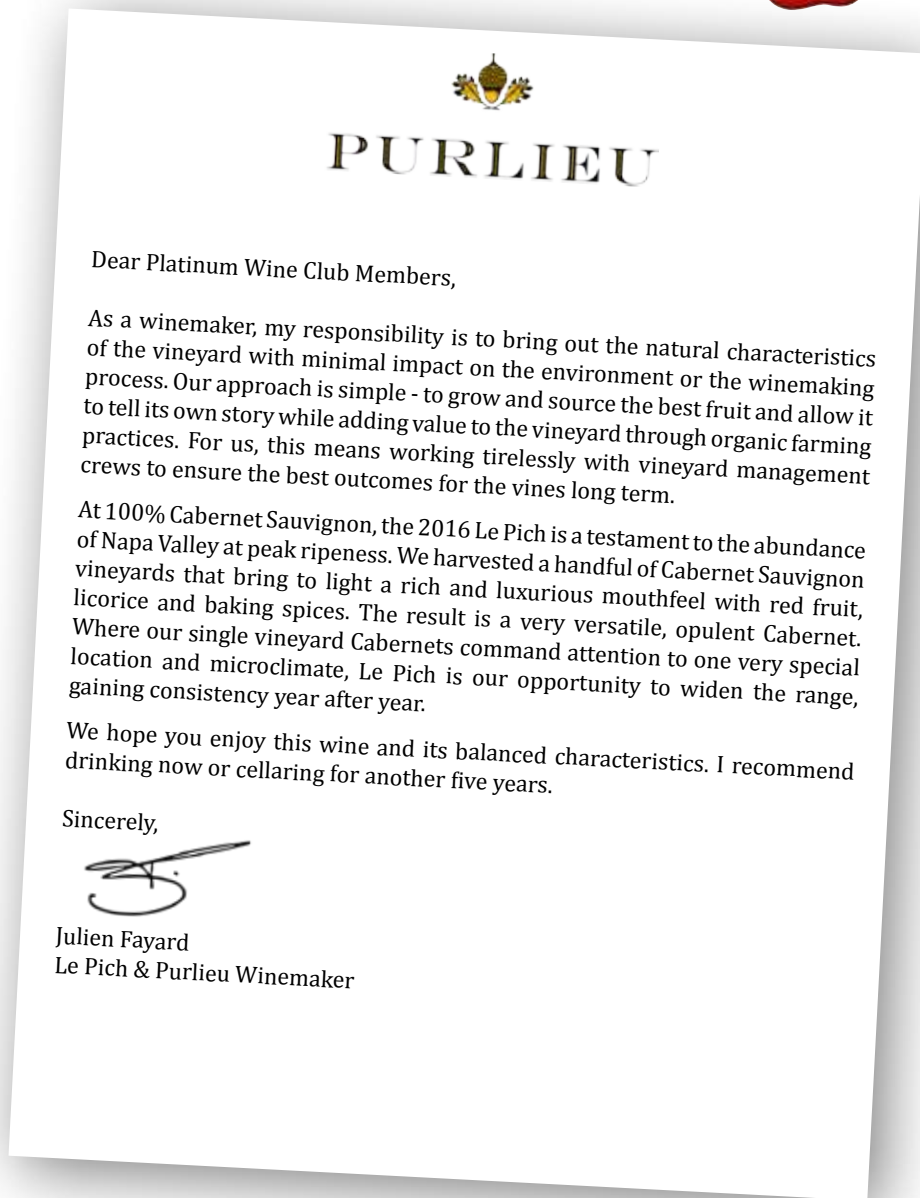 PURLIEU
Dear Platinum Wine Club Members,
As a winemaker, my responsibility is to bring out the natural characteristics
of the vineyard with minimal impact on the environment or the winemaking
process. Our approach is simple - to grow and source the best fruit and allow it
to tell its own story while adding value to the vineyard through organic farming
practices. For us, this means working tirelessly with vineyard management
crews to ensure the best outcomes for the vines long term.
At 100% Cabernet Sauvignon, the 2016 Le Pich is a testament to the abundance
of Napa Valley at peak ripeness. We harvested a handful of Cabernet Sauvignon
vineyards that bring to light a rich and luxurious mouthfeel with red fruit,
licorice and baking spices. The result is a very versatile, opulent Cabernet.
Where our single vineyard Cabernets command attention to one very special
location and microclimate, Le Pich is our opportunity to widen the range,
gaining consistency year after year.
We hope you enjoy this wine and its balanced characteristics. I recommend
drinking now or cellaring for another five years.
Sincerely,
Julien Fayard
Le Pich & Purlieu Winemaker